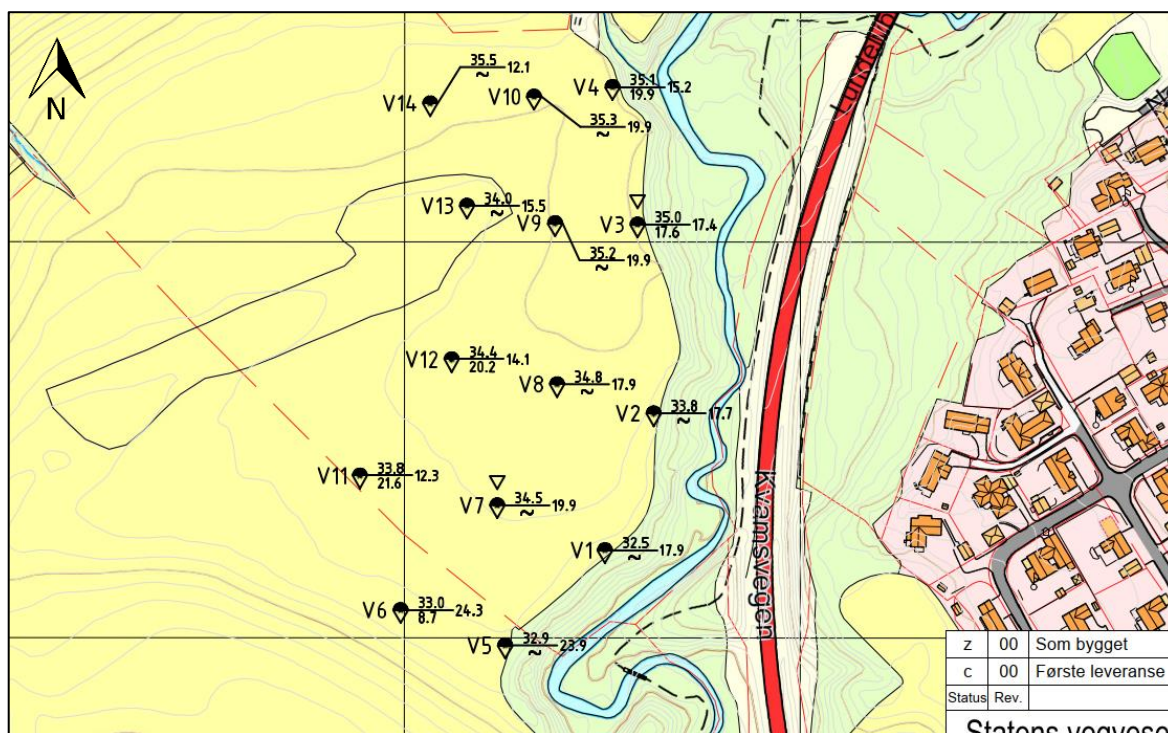 N
35.5
~ 12.1
V14
V10
35.3
~ 19.9
V4 35.1
19.9 15.2
V13 34.0
~ 15.5
V9
35.2
~ 19.9
V3 35.0
17.6 17.4
V12 34.4
20.2 14.1
V8 34.8
~ 17.9
V2 33.8
~ 17.7
V11 33.8
21.6 12.3
V7 34.5
~ 19.9
V1 32.5
~ 17.9
V6 33.0
8.7 24.3
V5 32.9
~ 23.9
Kvamsvegen
z 00 Som bygget
c 00 Første leveranse
Status Rev.
Statens